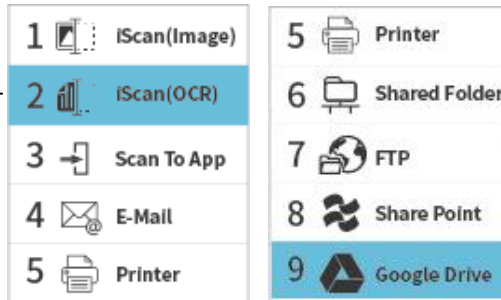 1 iScan(Image)
2 iScan(OCR)
3 Scan To App
4 E-Mail
5 Printer
5 Printer
6 Shared Folder
7 FTP
8 Share Point
9 Google Drive